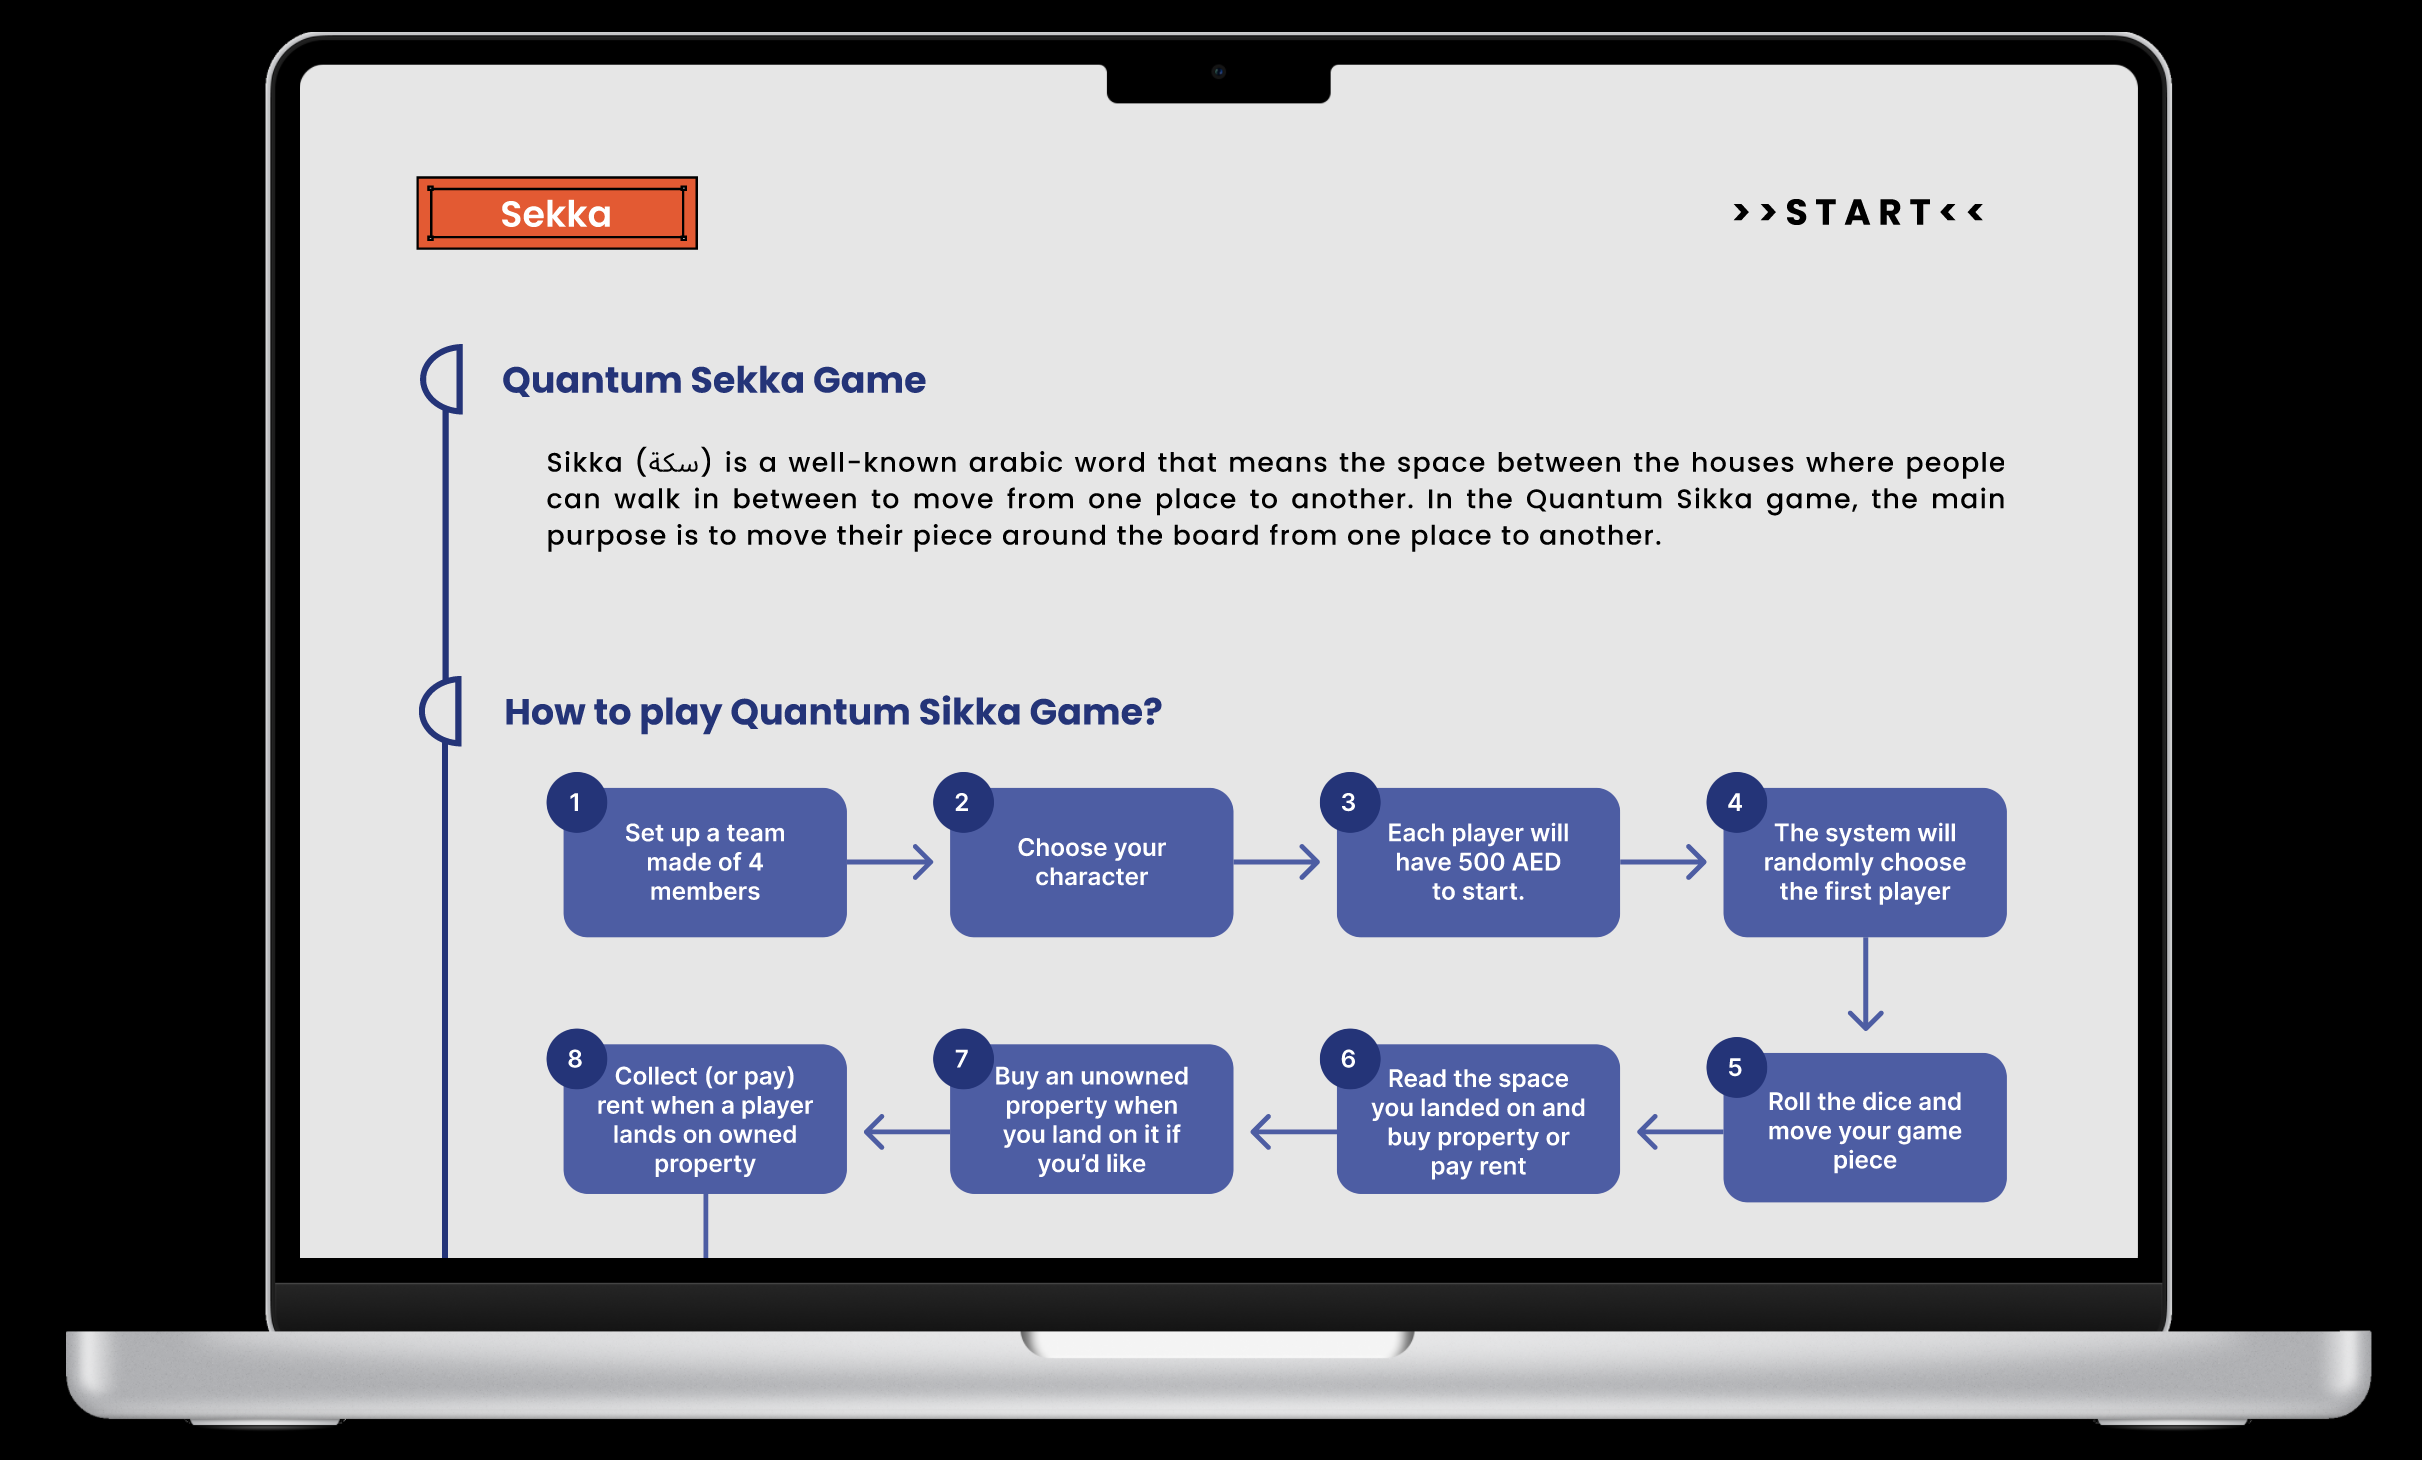 Sekka
>>START<<
Quantum Sekka Game
Sikka (سكة) is a well-known arabic word that means the space between the houses where people
can walk in between to move from one place to another. In the Quantum Sikka game, the main
purpose is to move their piece around the board from one place to another.
How to play Quantum Sikka Game?
1
Set up a team
made of 4
members
2
Choose your
character
3
Each player will
have 500 AED
to start.
4
The system will
randomly choose
the first player
5
Roll the dice and
move your game
piece
6
Read the space
you landed on and
buy property or
pay rent
7
Buy an unowned
property when
you land on it if
you’d like
8
Collect (or pay)
rent when a player
lands on owned
property